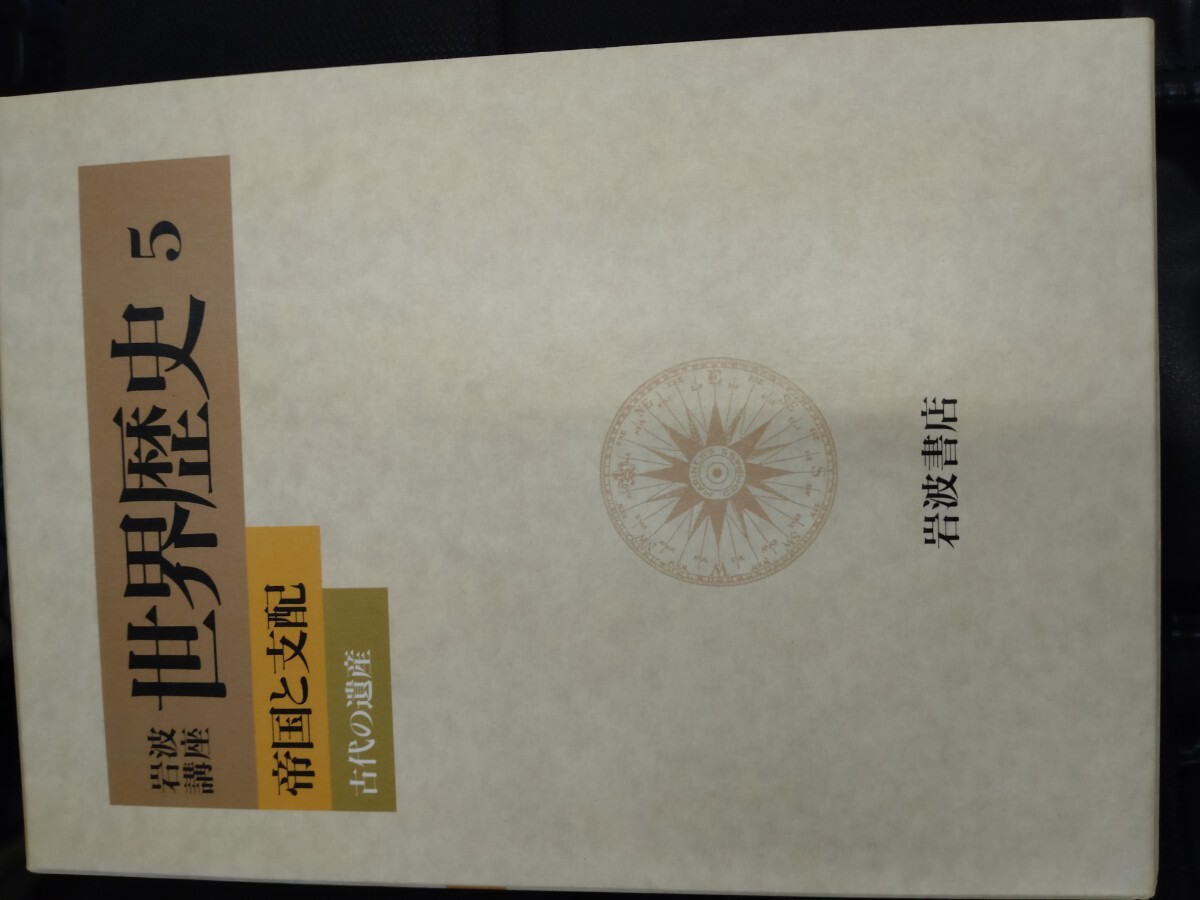 岩波
講座
世界歴史 5
帝国と支配
古代の遺産
岩波書店